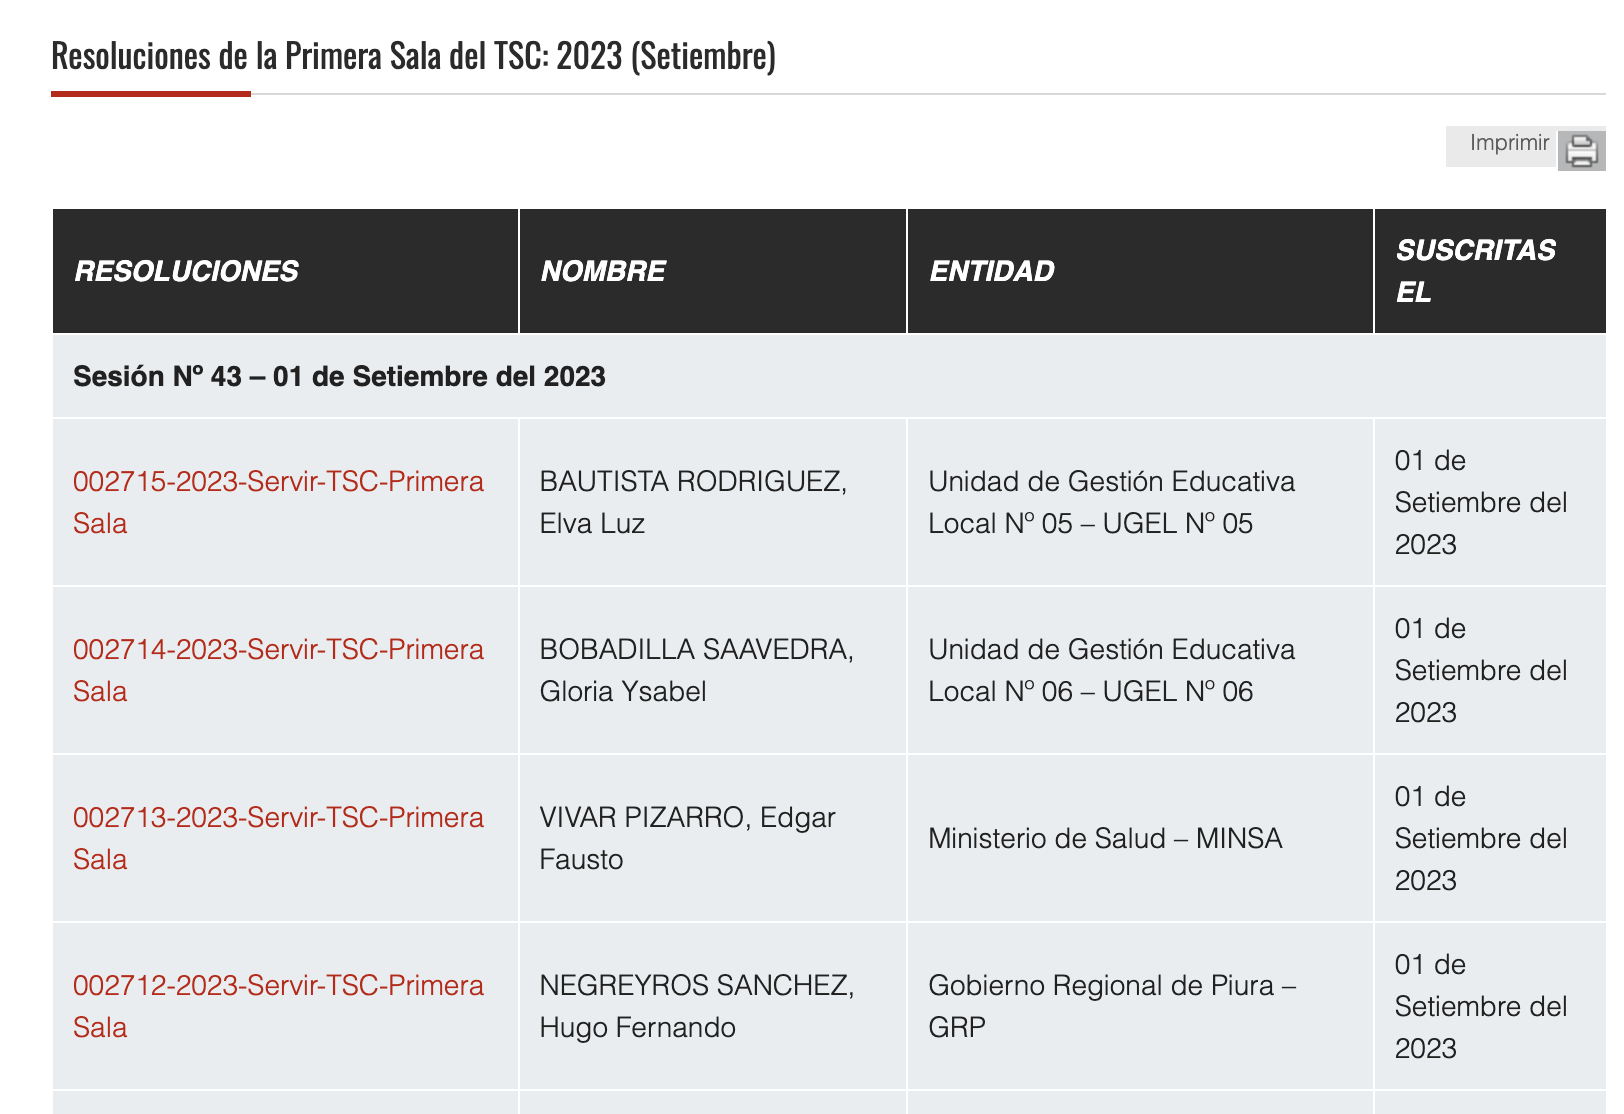 Resoluciones de la Primera Sala del TSC: 2023 (Setiembre)
Imprimir
RESOLUCIONES
NOMBRE
ENTIDAD
SUSCRITAS
EL
Sesión Nº 43 – 01 de Setiembre del 2023
002715-2023-Servir-TSC-Primera
Sala
BAUTISTA RODRIGUEZ,
Elva Luz
Unidad de Gestión Educativa
Local Nº 05 – UGEL Nº 05
01 de
Setiembre del
2023
002714-2023-Servir-TSC-Primera
Sala
BOBADILLA SAAVEDRA,
Gloria Ysabel
Unidad de Gestión Educativa
Local Nº 06 – UGEL Nº 06
01 de
Setiembre del
2023
002713-2023-Servir-TSC-Primera
Sala
VIVAR PIZARRO, Edgar
Fausto
Ministerio de Salud – MINSA
01 de
Setiembre del
2023
002712-2023-Servir-TSC-Primera
Sala
NEGREYROS SANCHEZ,
Hugo Fernando
Gobierno Regional de Piura –
GRP
01 de
Setiembre del
2023